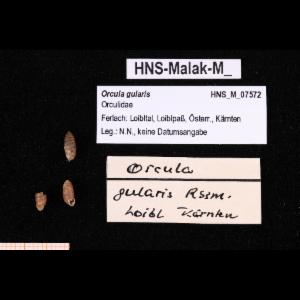 HNS-Malak-M_
Orcula gularis HNS_M_07572
Orculidae
Ferlach: Loibltal, Loiblpaß, Österr., Kärnten
Leg.: N.N., keine Datumsangabe
Orcula
gularis Rssm.
Loibl Kärnten